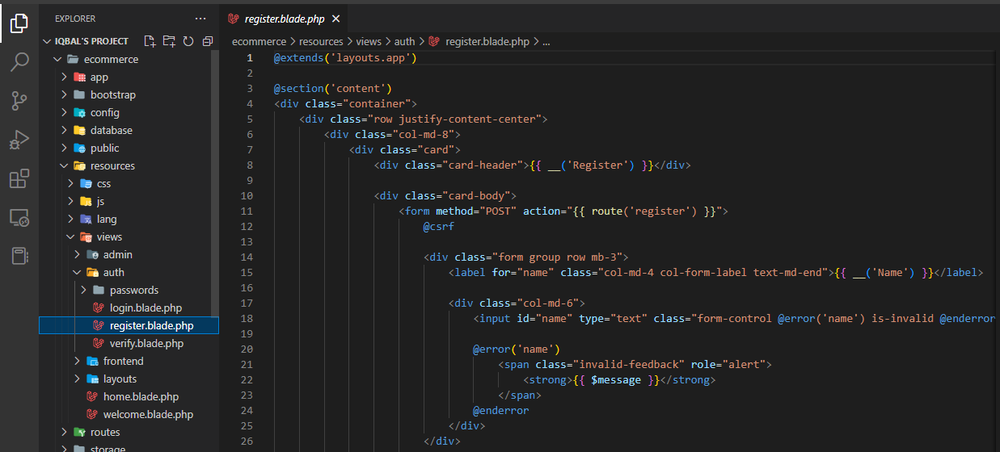 EXPLORER ...
IQBAL'S PROJECT
ecommerce
app
bootstrap
config
database
public
resources
css
js
lang
views
admin
auth
passwords
login.blade.php
register.blade.php
verify.blade.php
frontend
layouts
home.blade.php
welcome.blade.php
routes
storage
register.blade.php
ecommerce > resources > views > auth > register.blade.php > ...
1 @extends('layouts.app')
2
3 @section('content')
4 <div class="container">
5 <div class="row justify-content-center">
6 <div class="col-md-8">
7 <div class="card">
8 <div class="card-header">{{ __('Register') }}</div>
9
10 <div class="card-body">
11 <form method="POST" action="{{ route('register') }}">
12 @csrf
13
14 <div class="form group row mb-3">
15 <label for="name" class="col-md-4 col-form-label text-md-end">{{ __('Name') }}</label>
16
17 <div class="col-md-6">
18 <input id="name" type="text" class="form-control @error('name') is-invalid @enderror
19
20 @error('name')
21 <span class="invalid-feedback" role="alert">
22 <strong>{{ $message }}</strong>
23 </span>
24 @enderror
25 </div>
26 </div>